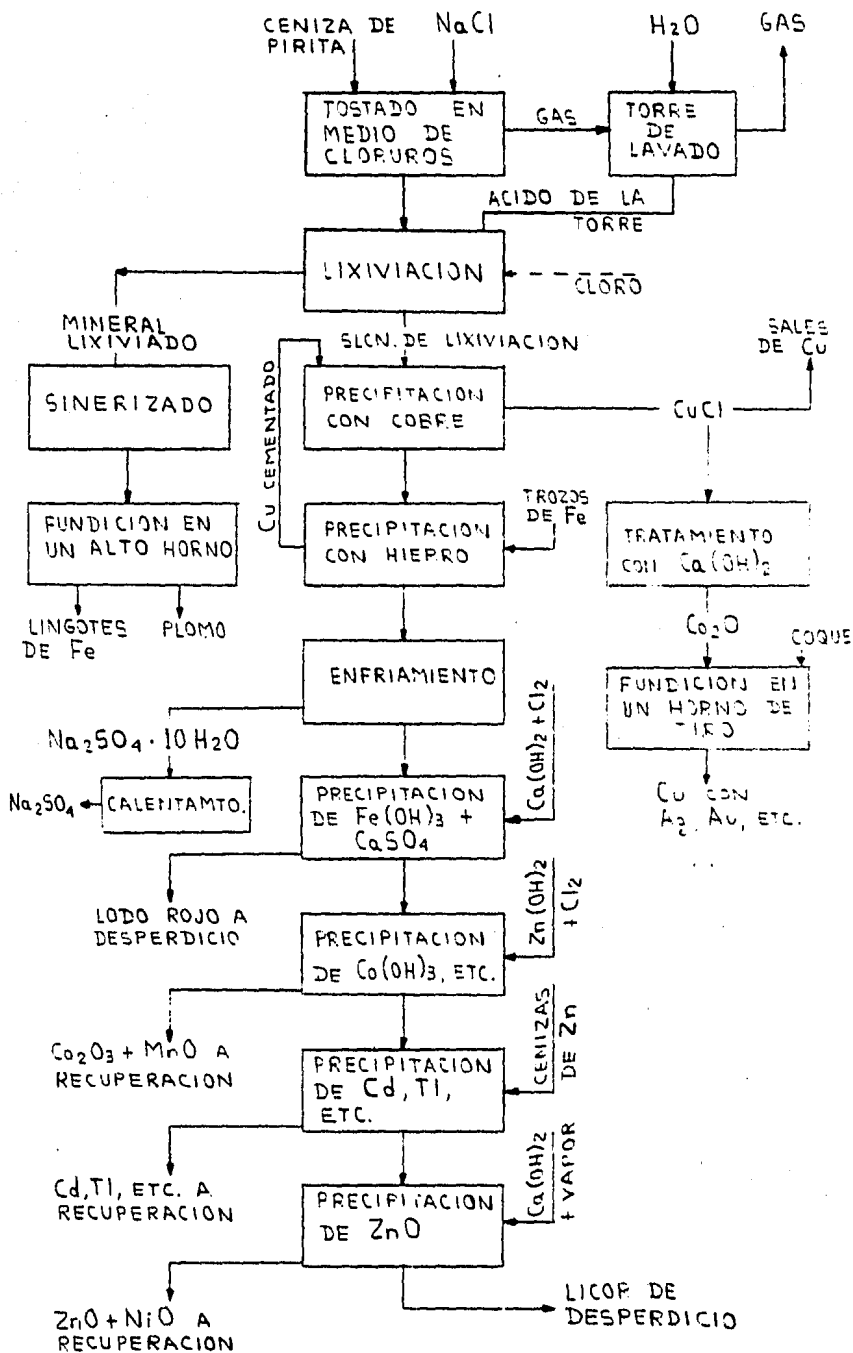 CENIZA DE
PIRITA
NaCl
H2O
GAS
TOSTADO EN
MEDIO DE
CLORUROS
GAS
TORRE
DE
LAVADO
ACIDO DE LA
TORRE
LIXIVIACION
CLORO
MINERAL
LIXIVIADO
SLCN. DE LIXIVIACION
SALES
DE Cu
SINERIZADO
Cu CEMENTADO
PRECIPITACION
CON COBRE
CuCl
FUNDICION EN
UN ALTO HORNO
PRECIPITACION
CON HIERRO
TROZOS
DE Fe
TRATAMIENTO
CON Ca(OH)2
LINGOTES
DE Fe
PLOMO
Co2O
COQUE
ENFRIAMIENTO
FUNDICION EN
UN HORNO DE
TIRO
Na2SO4 · 10H2O
Ca(OH)2 + Cl2
Na2SO4
CALENTAMTO.
PRECIPITACION
DE Fe(OH)3 +
CaSO4
Cu CON
A2, Au, ETC.
LODO ROJO A
DESPERDICIO
Zn(OH)2
+ Cl2
PRECIPITACION
DE Co(OH)3, ETC.
Co2O3 + MnO A
RECUPERACION
CENIZAS
DE Zn
PRECIPITACION
DE Cd, Tl,
ETC.
Cd, Tl, ETC. A
RECUPERACION
Ca(OH)2
+ VAPOR
PRECIPITACION
DE ZnO
ZnO + NiO A
RECUPERACION
LICOR DE
DESPERDICIO